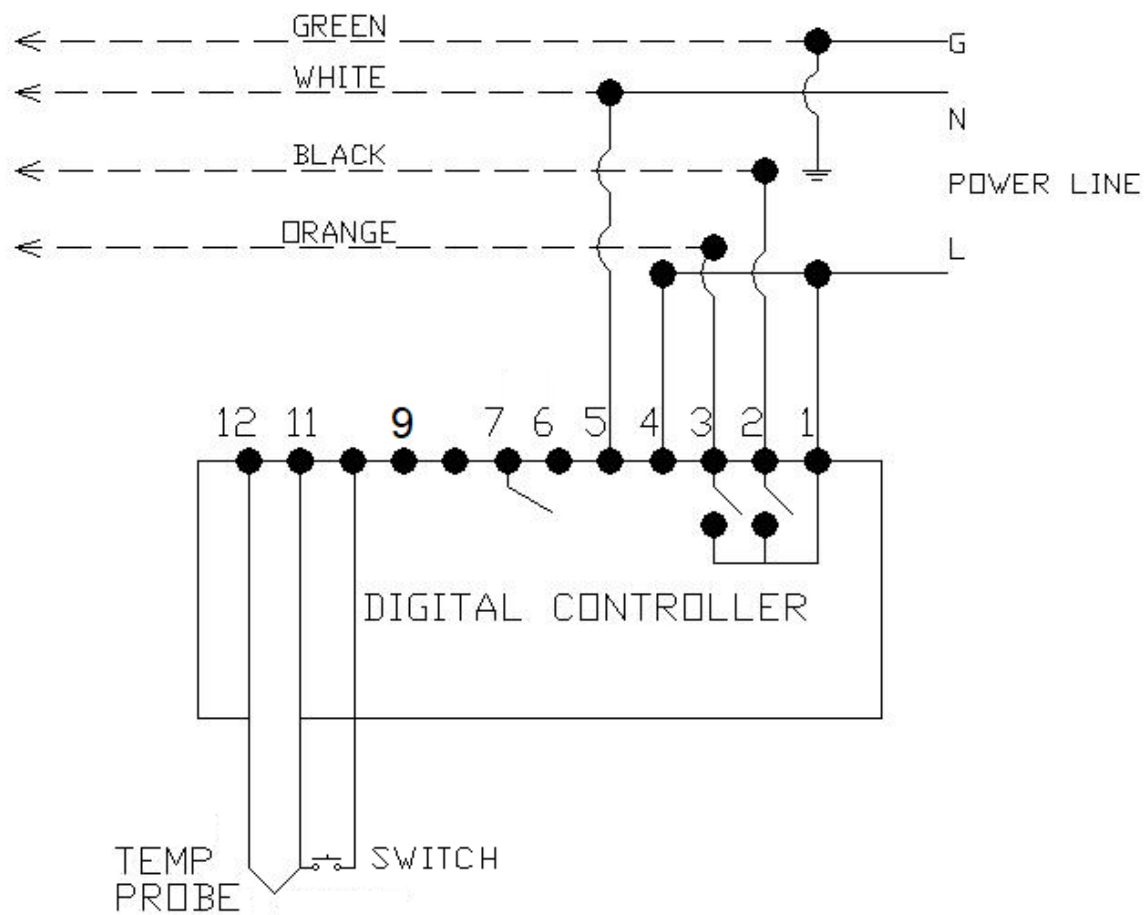 GREEN
G
WHITE
N
BLACK
POWER LINE
ORANGE
L
12 11 9 7 6 5 4 3 2 1
DIGITAL CONTROLLER
TEMP
PROBE
SWITCH